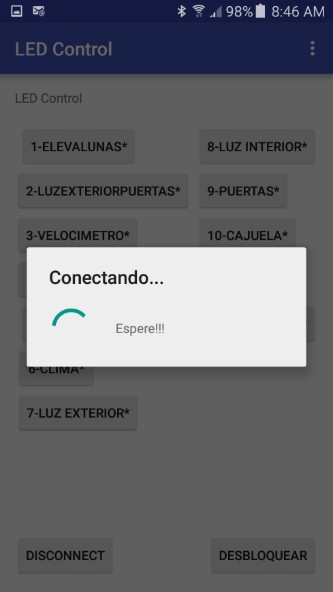 98% 8:46 AM
LED Control
LED Control
1-ELEVALUNAS*
8-LUZ INTERIOR*
2-LUZEXTERIORPUERTAS*
9-PUERTAS*
3-VELOCIMETRO*
10-CAJUELA*
Conectando...
Espere!!!
6-CLIMA*
7-LUZ EXTERIOR*
DISCONNECT
DESBLOQUEAR